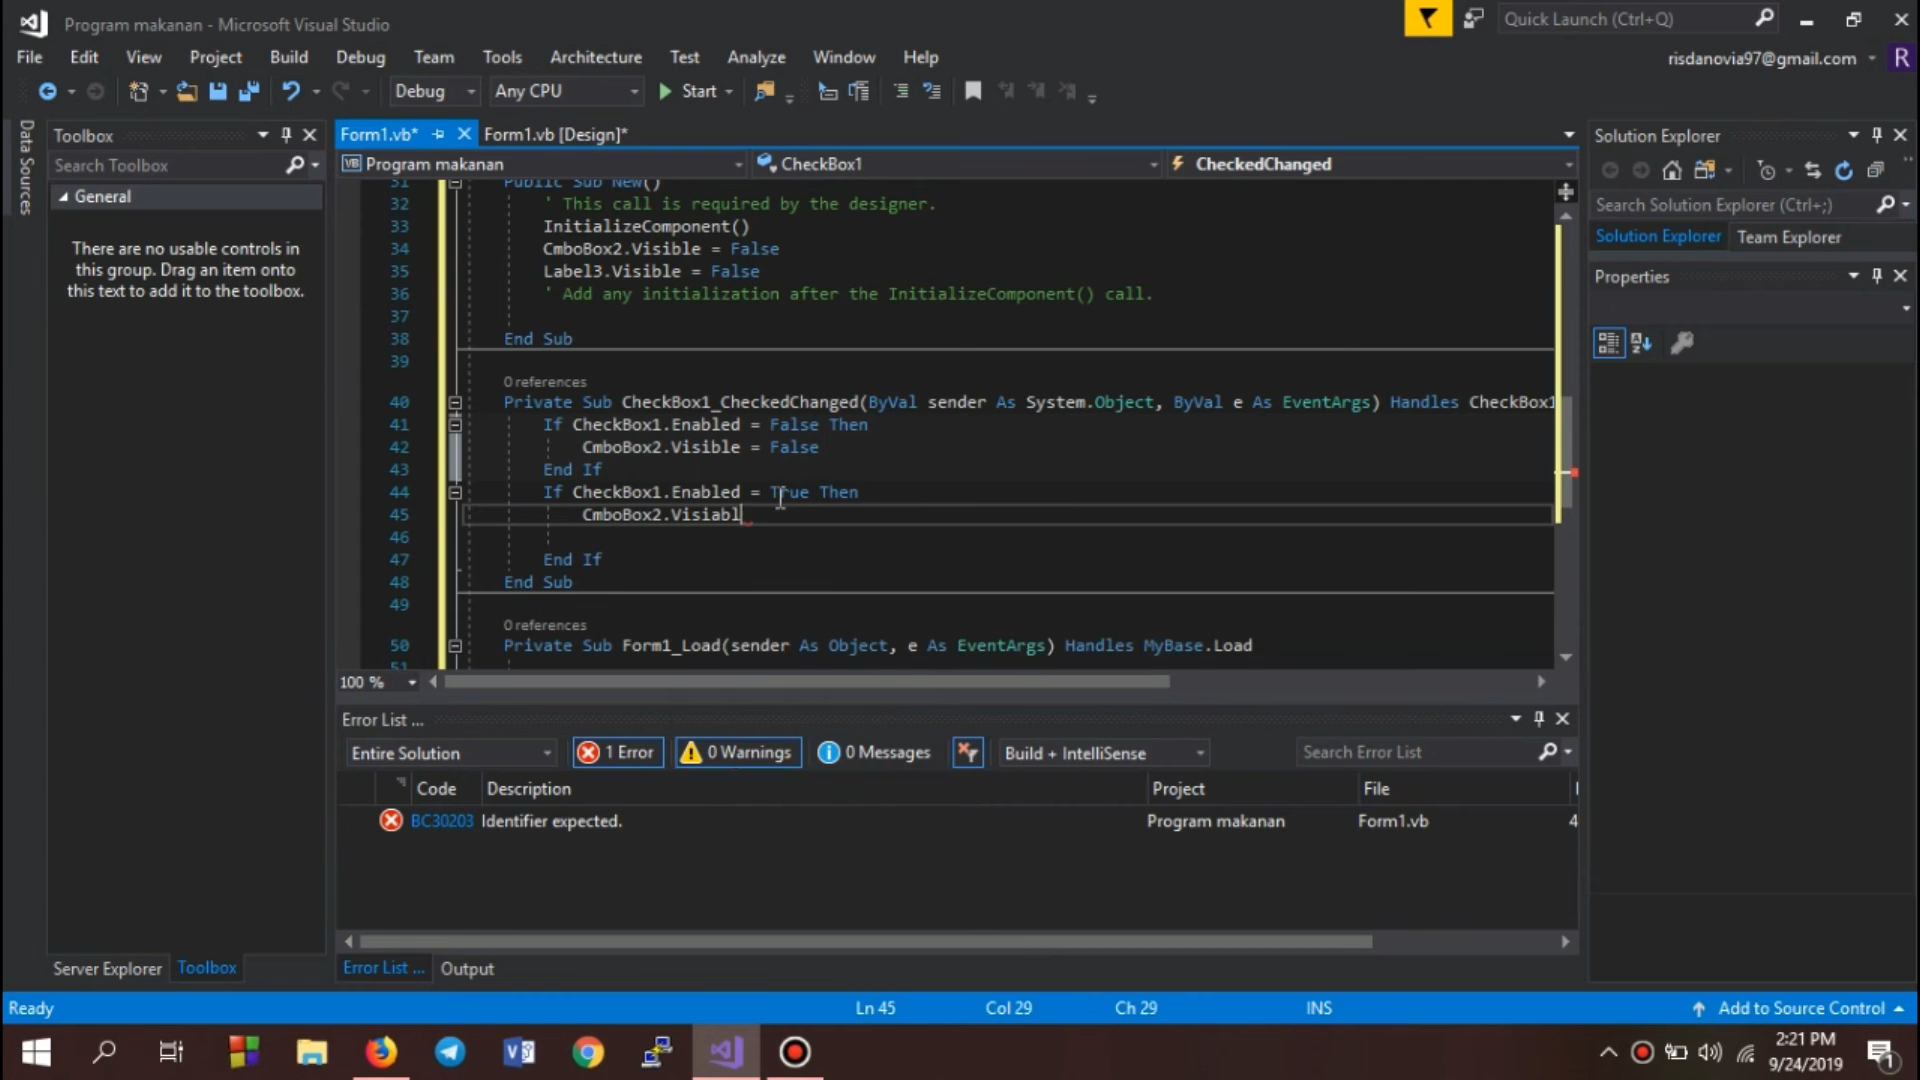 Program makanan - Microsoft Visual Studio
Quick Launch (Ctrl+Q)
File Edit View Project Build Debug Team Tools Architecture Test Analyze Window Help
risdanovia97@gmail.com R
Debug Any CPU Start
Data Sources
Toolbox
Search Toolbox
General
There are no usable controls in
this group. Drag an item onto
this text to add it to the toolbox.
Server Explorer Toolbox
Form1.vb* Form1.vb [Design]*
VB Program makanan CheckBox1 CheckedChanged
31 Public Sub New()
32 ' This call is required by the designer.
33 InitializeComponent()
34 CmboBox2.Visible = False
35 Label3.Visible = False
36 ' Add any initialization after the InitializeComponent() call.
37
38 End Sub
39
0 references
40 Private Sub CheckBox1_CheckedChanged(ByVal sender As System.Object, ByVal e As EventArgs) Handles CheckBox1
41 If CheckBox1.Enabled = False Then
42 CmboBox2.Visible = False
43 End If
44 If CheckBox1.Enabled = True Then
45 CmboBox2.Visiabl
46
47 End If
48 End Sub
49
0 references
50 Private Sub Form1_Load(sender As Object, e As EventArgs) Handles MyBase.Load
51
100 %
Error List ...
Entire Solution 1 Error 0 Warnings 0 Messages Build + IntelliSense Search Error List
Code Description Project File
BC30203 Identifier expected. Program makanan Form1.vb 4
Error List ... Output
Solution Explorer
Search Solution Explorer (Ctrl+;)
Solution Explorer Team Explorer
Properties
Ready Ln 45 Col 29 Ch 29 INS Add to Source Control
2:21 PM
9/24/2019
1